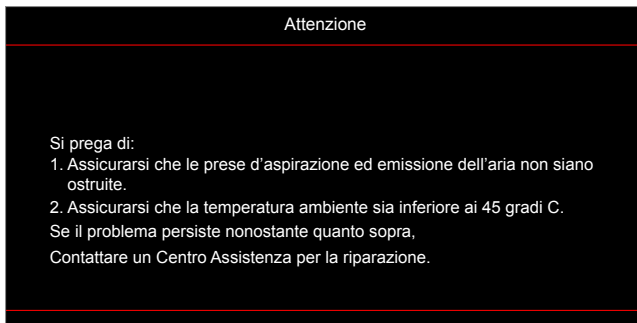 Attenzione
Si prega di:
1. Assicurarsi che le prese d'aspirazione ed emissione dell'aria non siano
ostruite.
2. Assicurarsi che la temperatura ambiente sia inferiore ai 45 gradi C.
Se il problema persiste nonostante quanto sopra,
Contattare un Centro Assistenza per la riparazione.